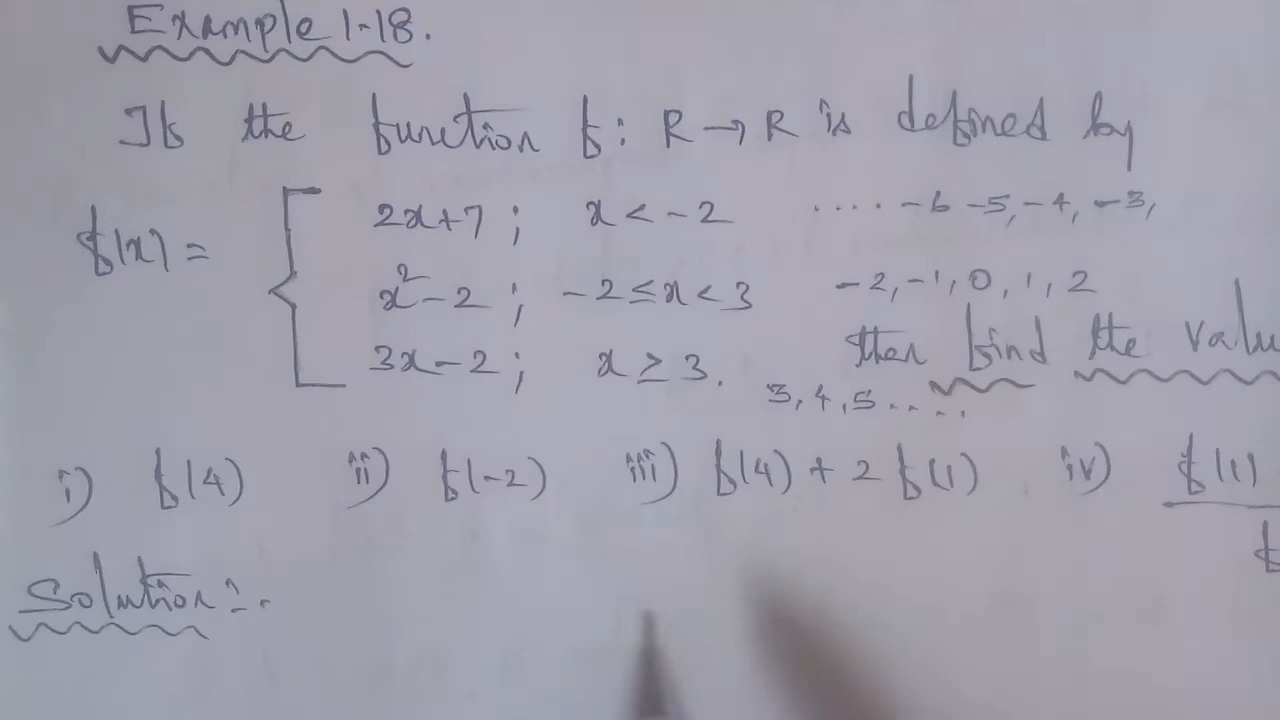 Example 1.18.
If the function f: R → R is defined by
f(x) = { 2x+7 ; x < -2 ..... -6 -5, -4, -3,
x² - 2 ; -2 ≤ x < 3 -2, -1, 0, 1, 2
then find the valu
3x - 2 ; x ≥ 3. 3, 4, 5.....
i) f(4) ii) f(-2) iii) f(4) + 2 f(1) iv) f(1)
f
Solution:-